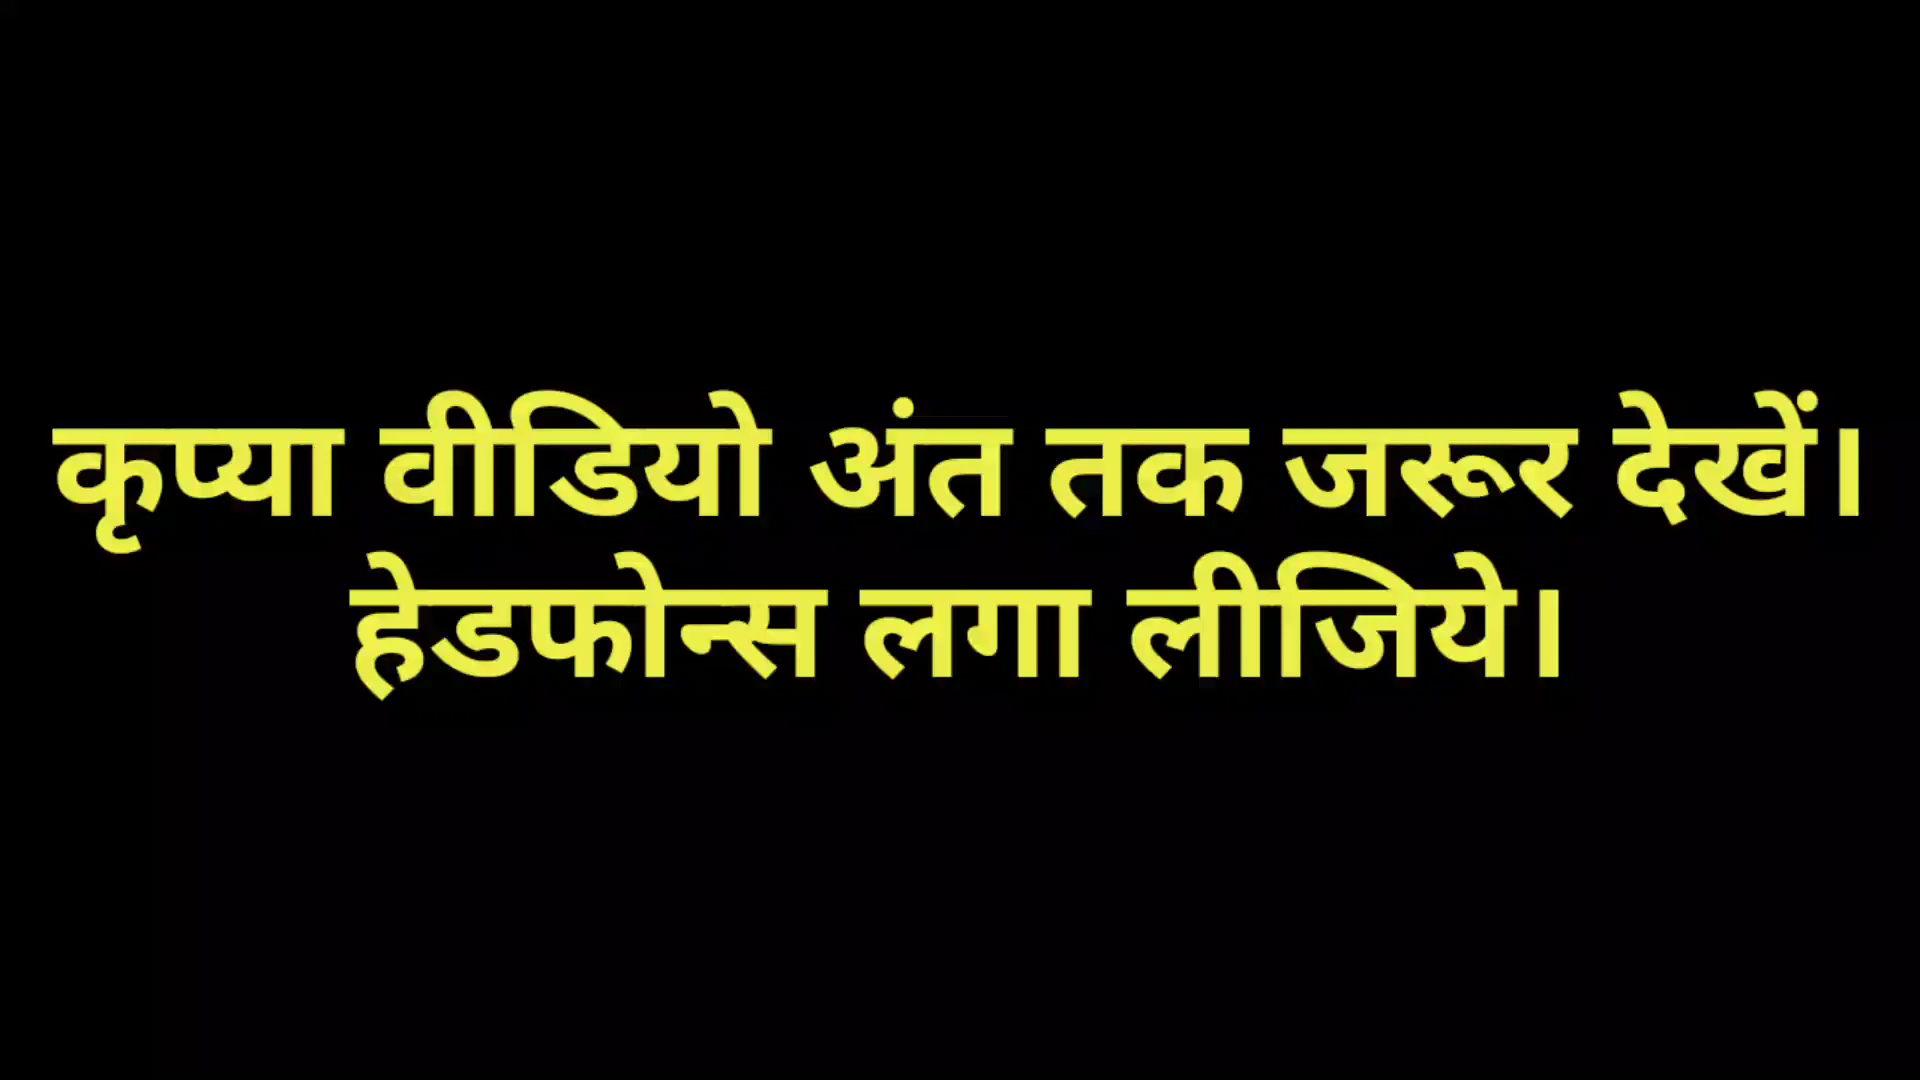 कृप्या वीडियो अंत तक जरूर देखें।
हेडफोन्स लगा लीजिये।